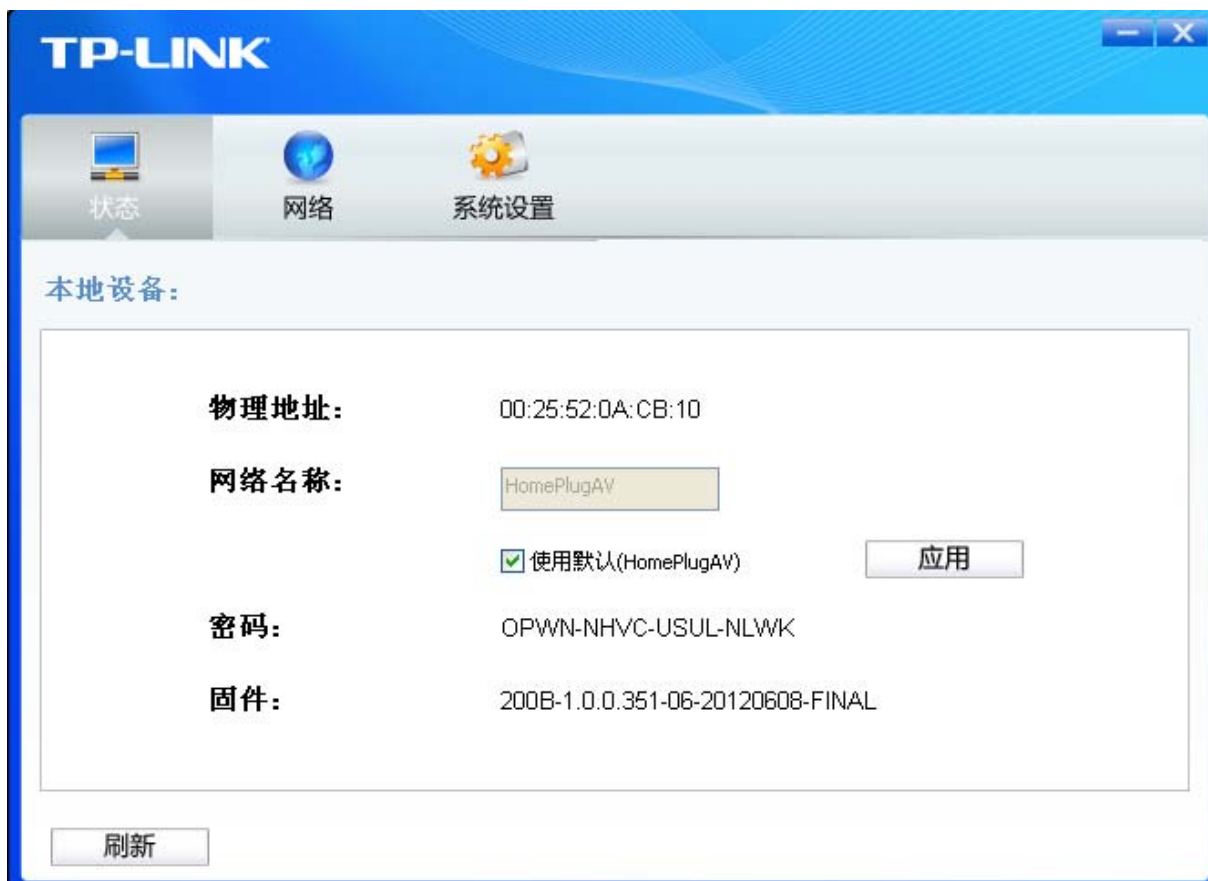 TP-LINK
状态 网络 系统设置
本地设备：
物理地址： 00:25:52:0A:CB:10
网络名称： HomePlugAV
使用默认(HomePlugAV) 应用
密码： OPWN-NHVC-USUL-NLWK
固件： 200B-1.0.0.351-06-20120608-FINAL
刷新